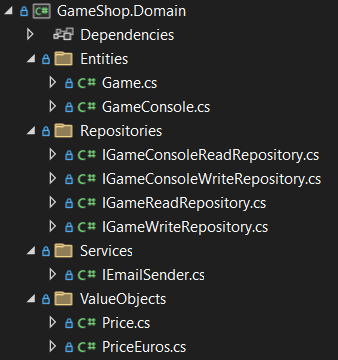 GameShop.Domain
Dependencies
Entities
C# Game.cs
C# GameConsole.cs
Repositories
C# IGameConsoleReadRepository.cs
C# IGameConsoleWriteRepository.cs
C# IGameReadRepository.cs
C# IGameWriteRepository.cs
Services
C# IEmailSender.cs
ValueObjects
C# Price.cs
C# PriceEuros.cs